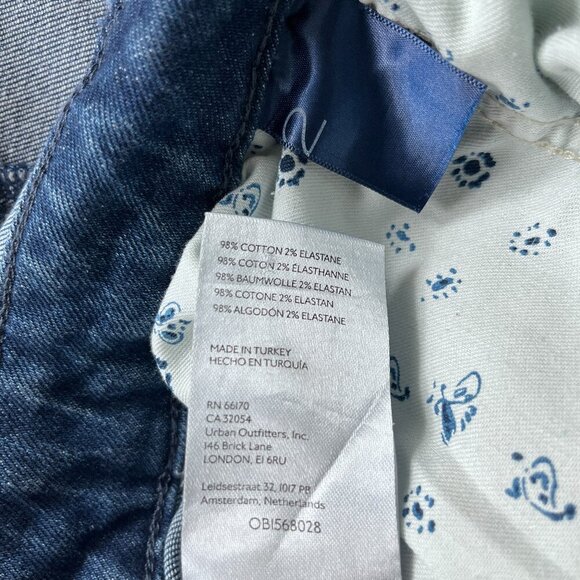 98% COTTON 2% ELASTANE
98% COTON 2% ELASTHANNE
98% BAUMWOLLE 2% ELASTAN
98% COTONE 2% ELASTAN
98% ALGODÓN 2% ELASTANE
MADE IN TURKEY
HECHO EN TURQUÍA
RN 66170
CA 32054
Urban Outfitters, Inc.
146 Brick Lane
LONDON, E1 6RU
Leidsestraat 32, 1017 PB
Amsterdam, Netherlands
OB1568028